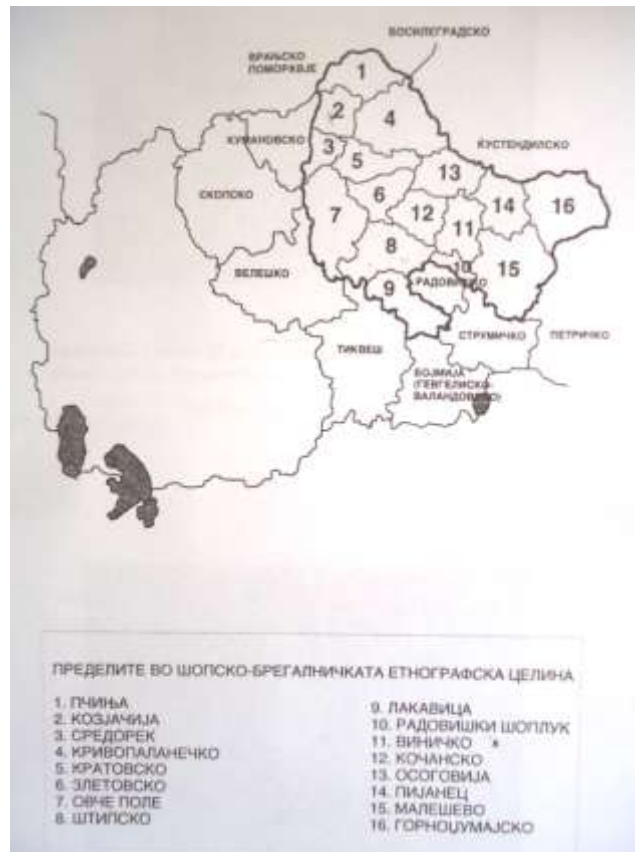 ВОСИЛЕГРАДСКО
ВРАЊСКО
ПОМОРАВЈЕ
1
2
4
КУМАНОВСКО
3
5
КУСТЕНДИЛСКО
13
СКОПСКО
6
14
16
7
12
11
8
ВЕЛЕШКО
10
15
9
РАДОВИШКО
СТРУМИЧКО
ПЕТРИЧКО
ТИКВЕШ
БОЈМИЈА
(ГЕВГЕЛИСКО-
ВАЛАНДОВСКО)
ПРЕДЕЛИТЕ ВО ШОПСКО-БРЕГАЛНИЧКАТА ЕТНОГРАФСКА ЦЕЛИНА
1. ПЧИЊА
2. КОЗЈАЧИЈА
3. СРЕДОРЕК
4. КРИВОПАЛАНЕЧКО
5. КРАТОВСКО
6. ЗЛЕТОВСКО
7. ОВЧЕ ПОЛЕ
8. ШТИПСКО
9. ЛАКАВИЦА
10. РАДОВИШКИ ШОПЛУК
11. ВИНИЧКО
12. КОЧАНСКО
13. ОСОГОВИЈА
14. ПИЈАНЕЦ
15. МАЛЕШЕВО
16. ГОРНОЏУМАЈСКО